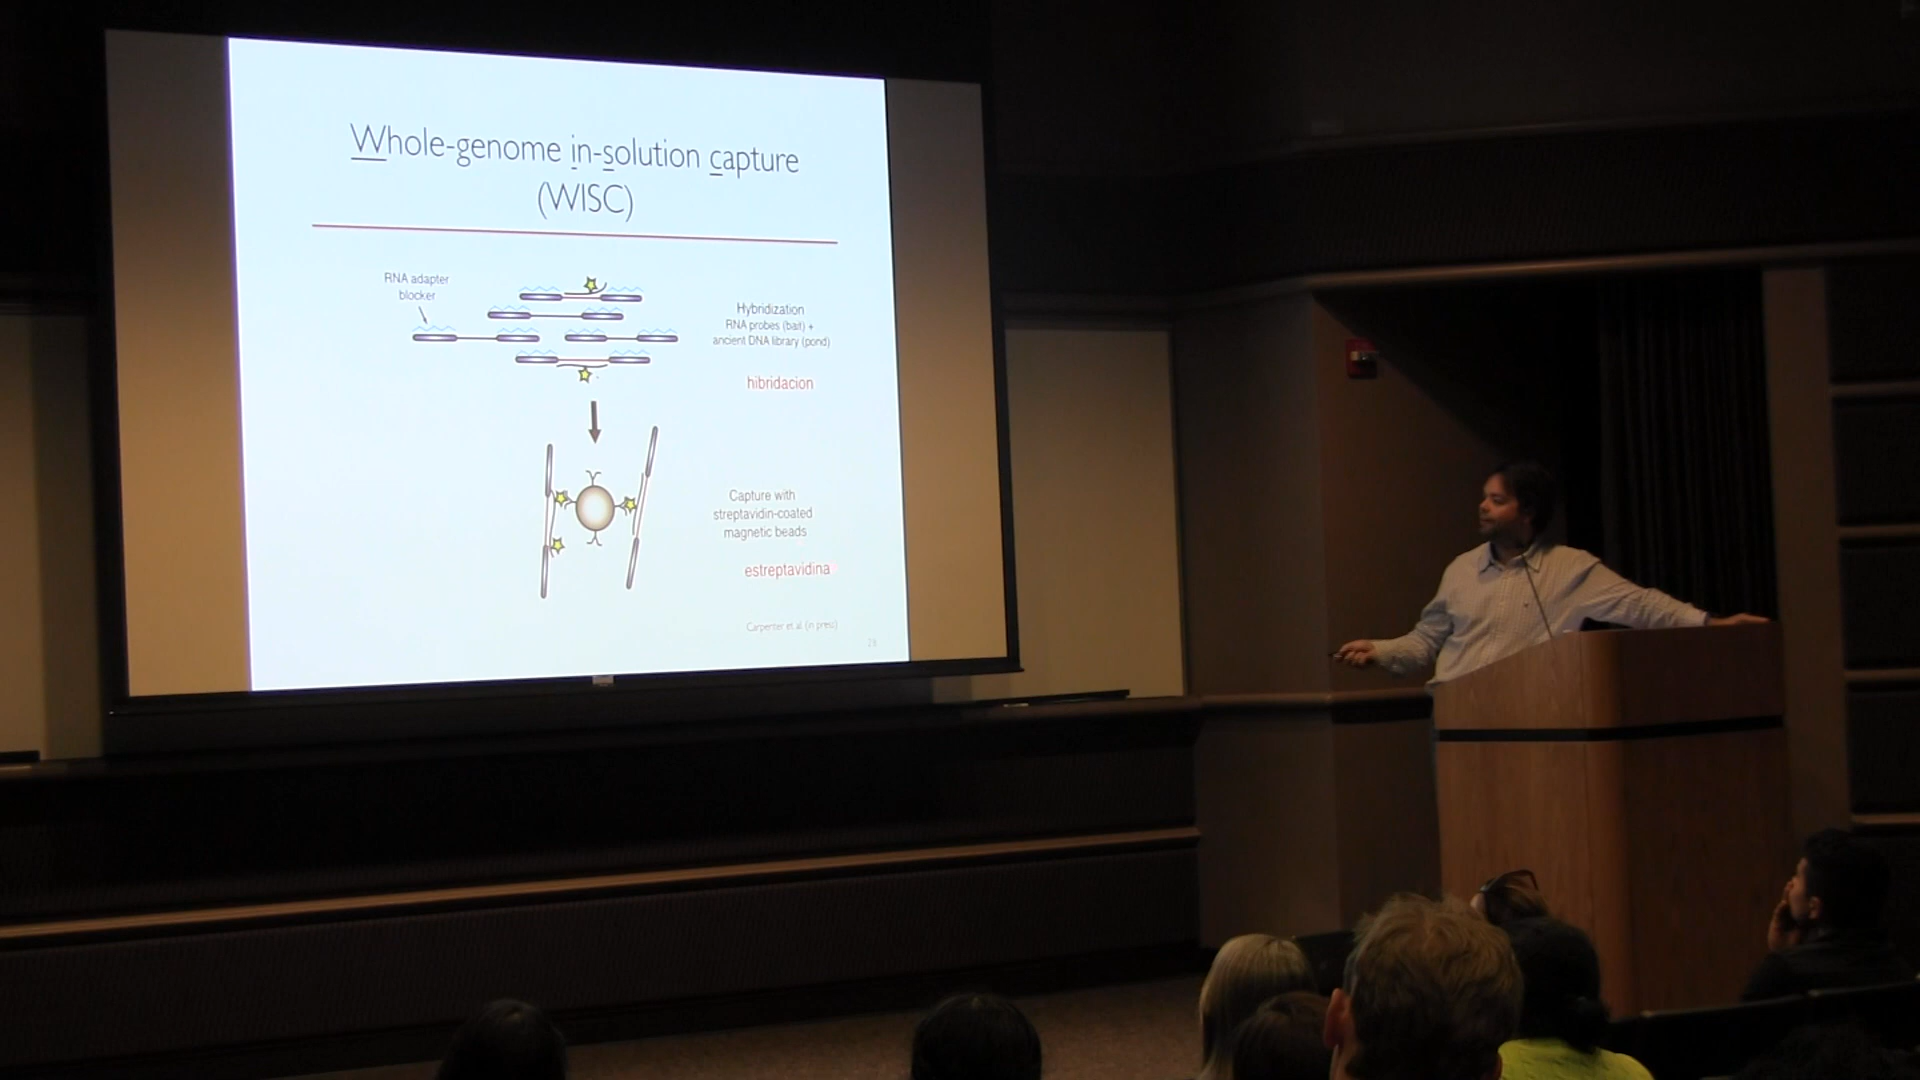 Whole-genome in-solution capture
(WISC)
RNA adapter
blocker
Hybridization
RNA probes (bait) +
ancient DNA library (pond)
hibridacion
Capture with
streptavidin-coated
magnetic beads
estreptavidina
Carpenter et al. (in press)
28